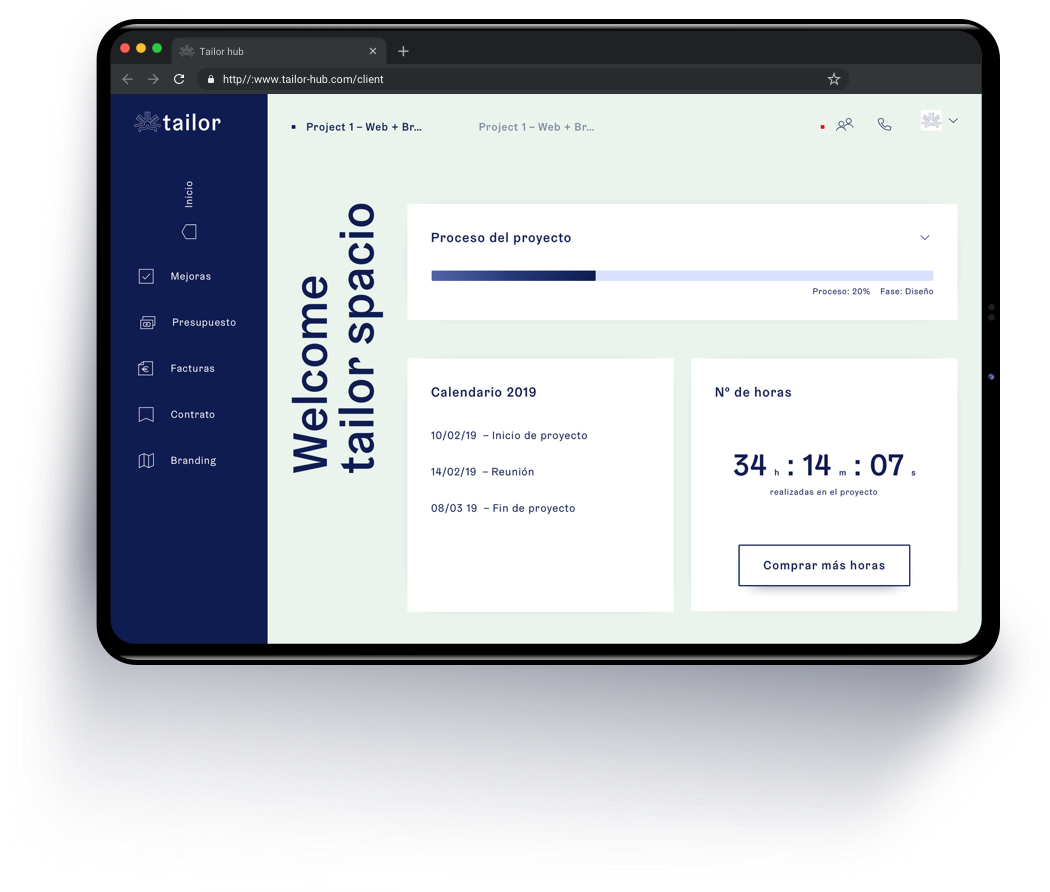 Tailor hub
http//:www.tailor-hub.com/client
tailor
Project 1 – Web + Br...
Project 1 – Web + Br...
Inicio
Mejoras
Presupuesto
Facturas
Contrato
Branding
Welcome
tailor spacio
Proceso del proyecto
Proceso: 20% Fase: Diseño
Calendario 2019
10/02/19 – Inicio de proyecto
14/02/19 – Reunión
08/03 19 – Fin de proyecto
Nº de horas
34 h : 14 m : 07 s
realizadas en el proyecto
Comprar más horas